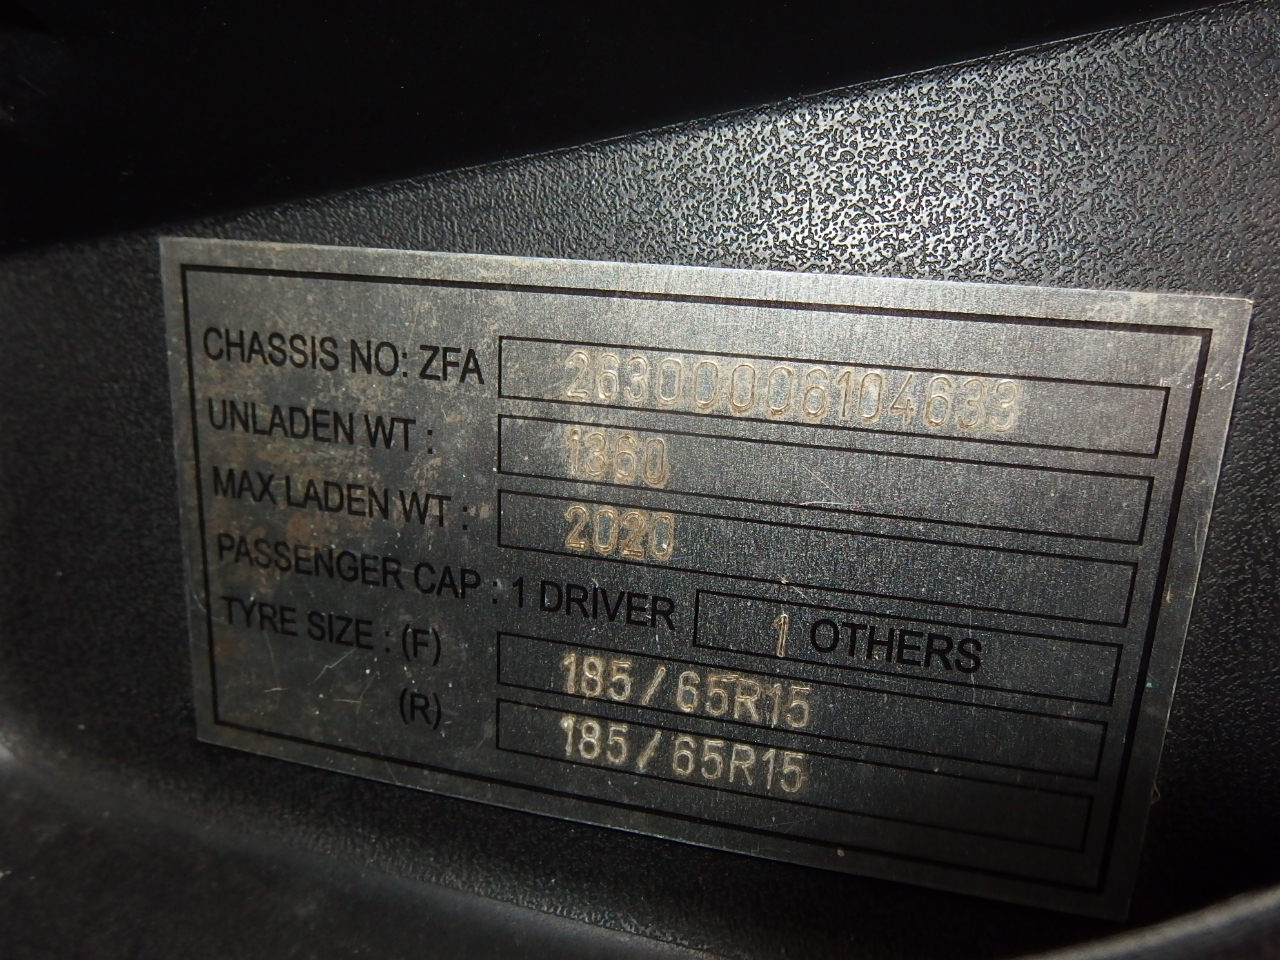 CHASSIS NO: ZFA 26300006104633
UNLADEN WT : 1360
MAX LADEN WT : 2020
PASSENGER CAP : 1 DRIVER 1 OTHERS
TYRE SIZE : (F) 185/65R15
(R) 185/65R15